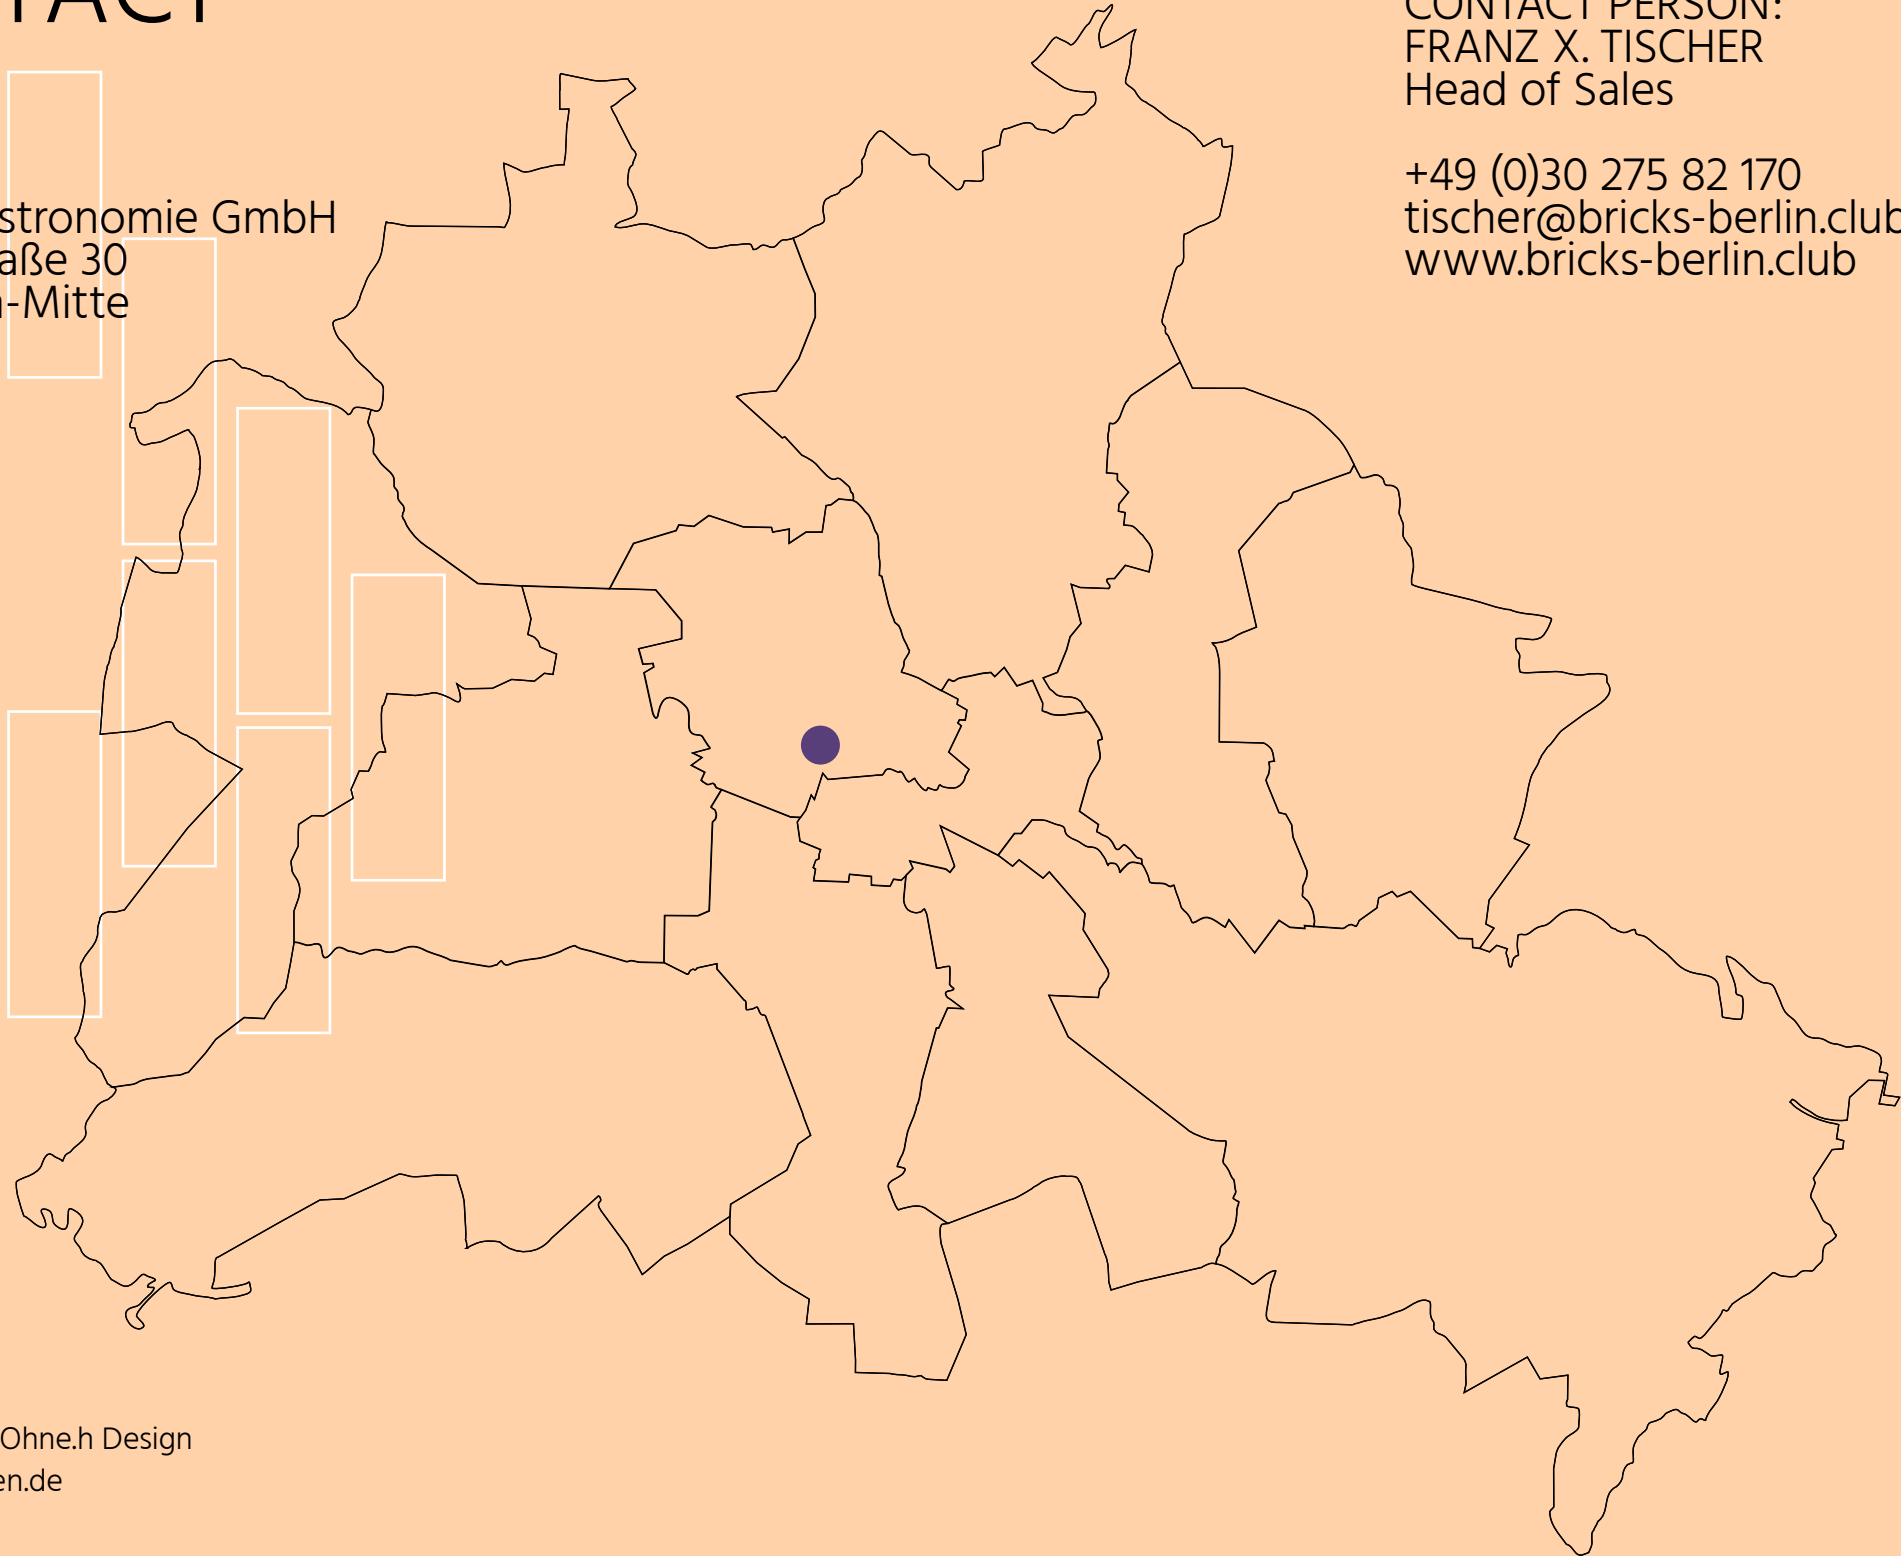 TACT
stronomie GmbH
aße 30
-Mitte
CONTACT PERSON:
FRANZ X. TISCHER
Head of Sales
+49 (0)30 275 82 170
tischer@bricks-berlin.club
www.bricks-berlin.club
Ohne.h Design
en.de